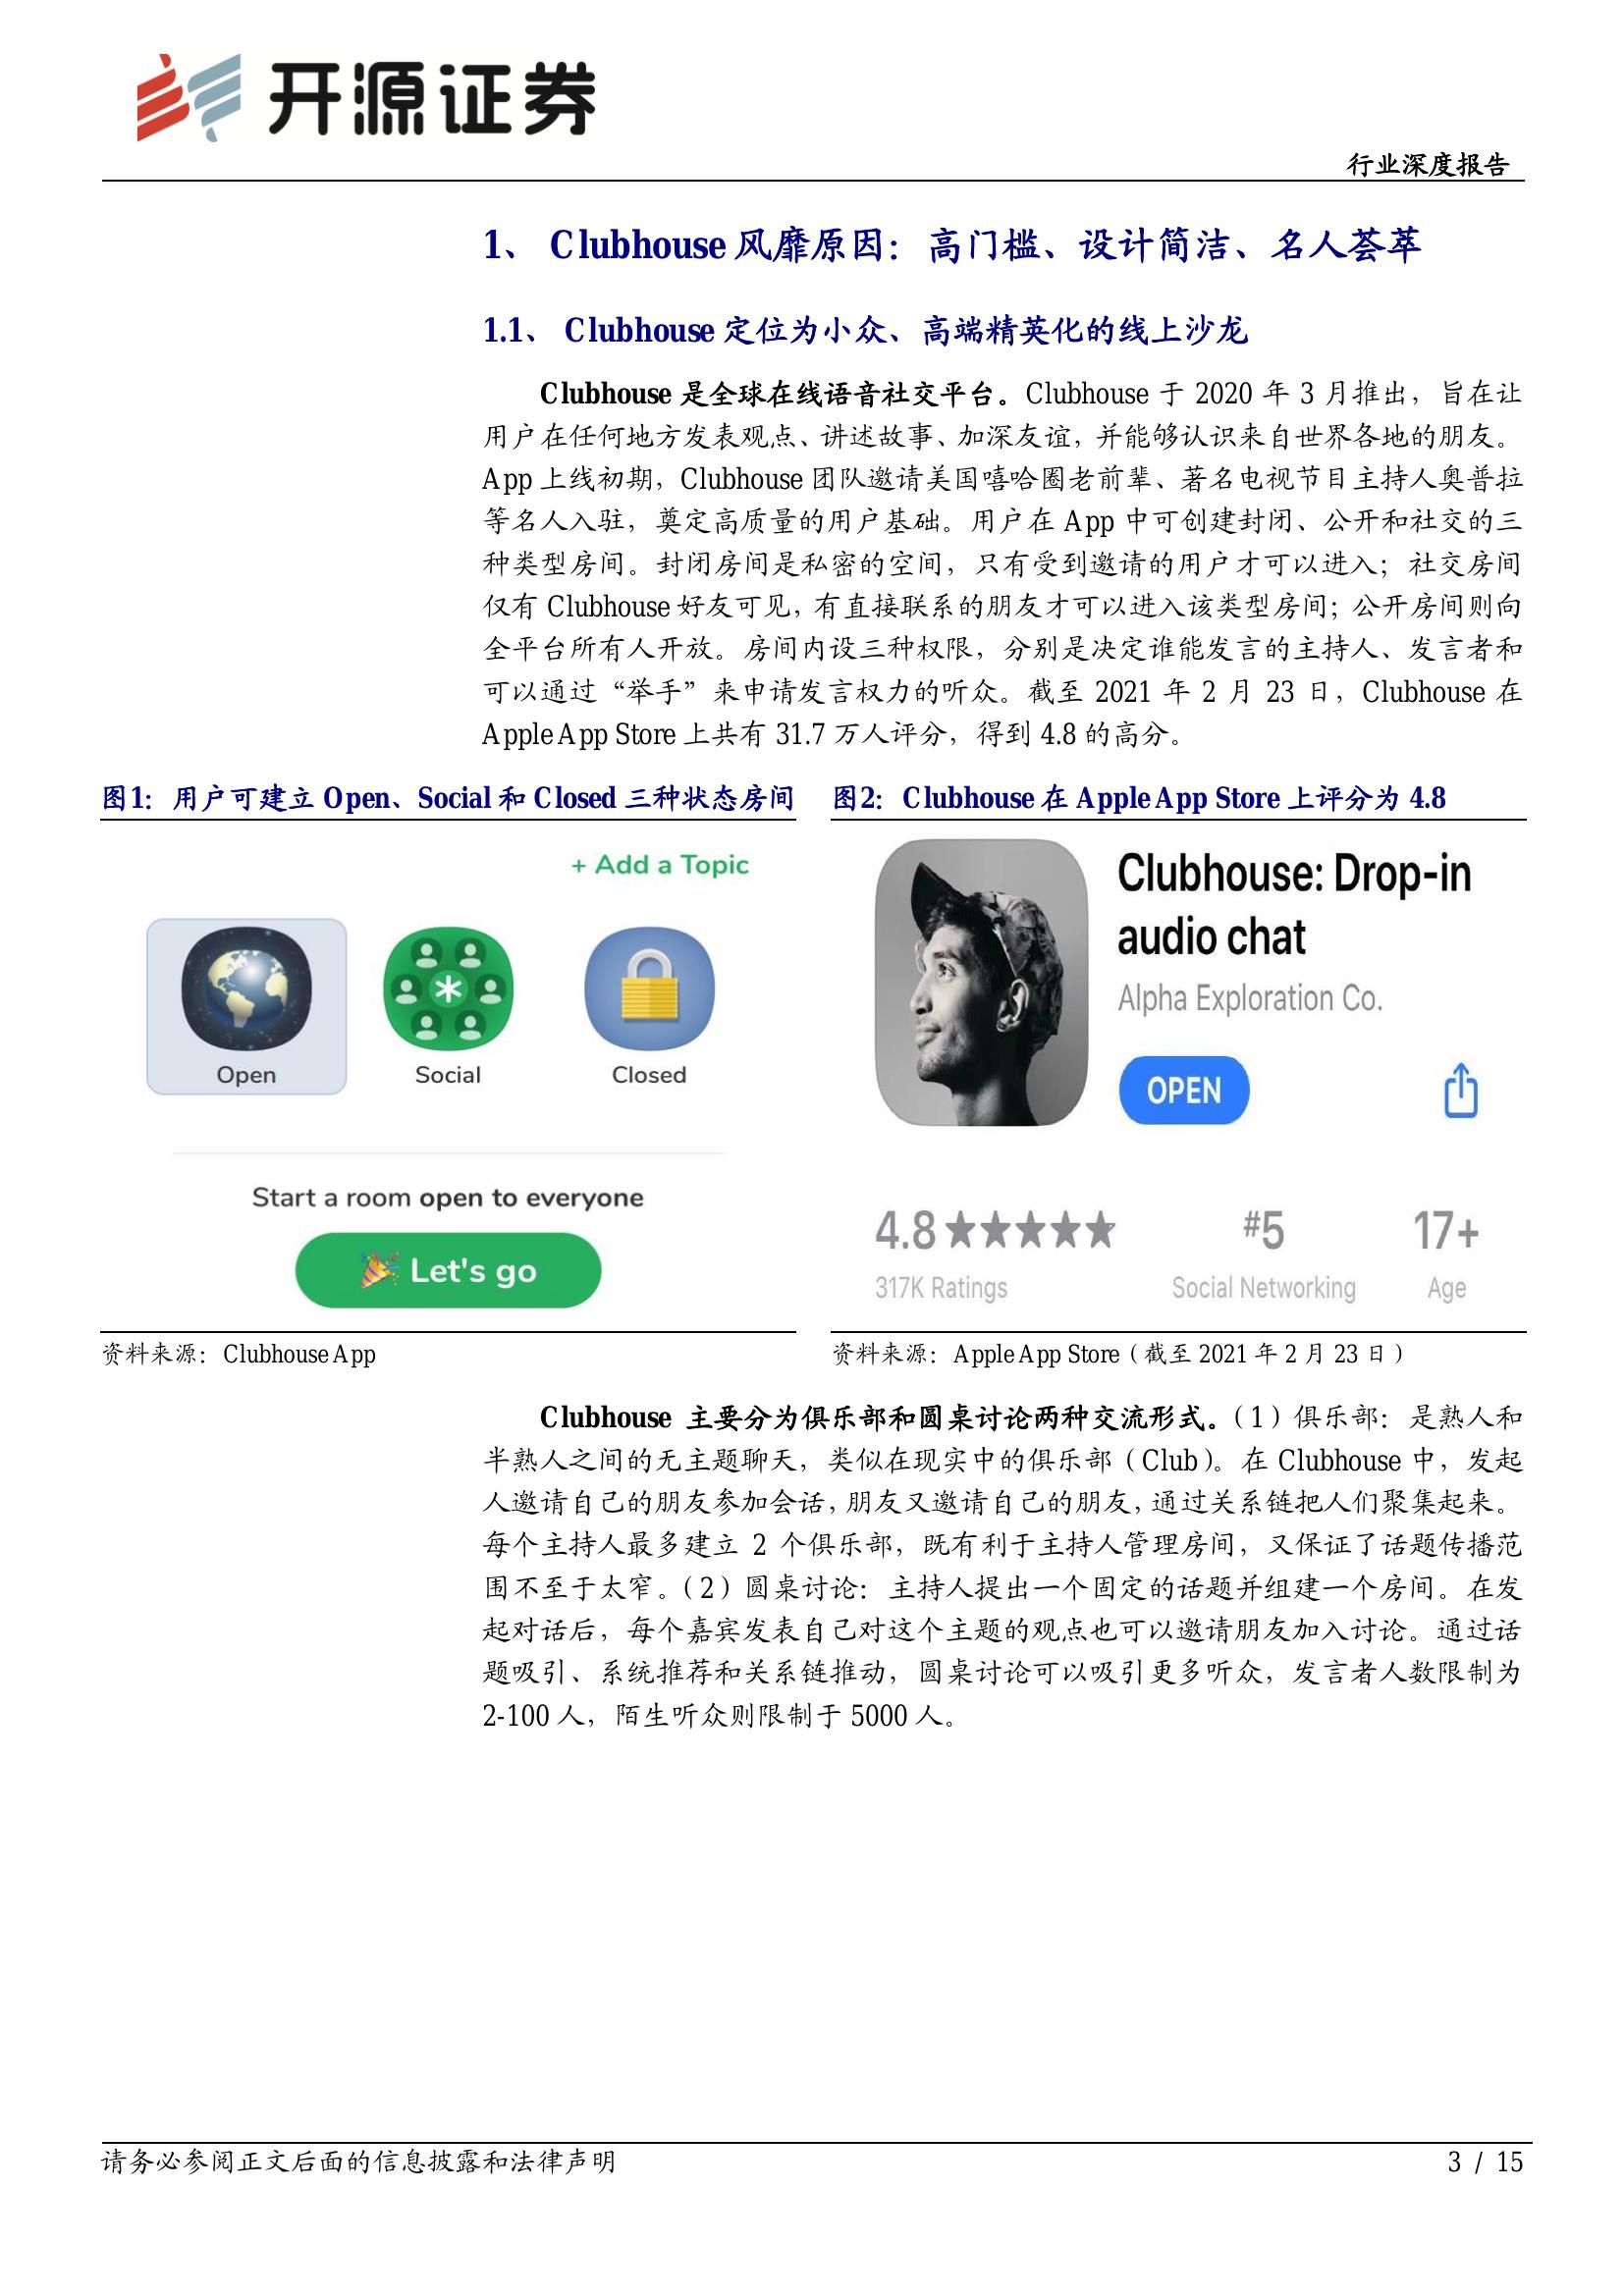 开源证券
行业深度报告
1、 Clubhouse 风靡原因：高门槛、设计简洁、名人荟萃
1.1、 Clubhouse 定位为小众、高端精英化的线上沙龙
Clubhouse 是全球在线语音社交平台。Clubhouse 于 2020 年 3 月推出，旨在让
用户在任何地方发表观点、讲述故事、加深友谊，并能够认识来自世界各地的朋友。
App 上线初期，Clubhouse 团队邀请美国嘻哈圈老前辈、著名电视节目主持人奥普拉
等名人入驻，奠定高质量的用户基础。用户在 App 中可创建封闭、公开和社交的三
种类型房间。封闭房间是私密的空间，只有受到邀请的用户才可以进入；社交房间
仅有 Clubhouse 好友可见，有直接联系的朋友才可以进入该类型房间；公开房间则向
全平台所有人开放。房间内设三种权限，分别是决定谁能发言的主持人、发言者和
可以通过“举手”来申请发言权力的听众。截至 2021 年 2 月 23 日，Clubhouse 在
Apple App Store 上共有 31.7 万人评分，得到 4.8 的高分。
图1：用户可建立 Open、Social 和 Closed 三种状态房间
+ Add a Topic
Open Social Closed
Start a room open to everyone
Let's go
资料来源：Clubhouse App
图2：Clubhouse 在 Apple App Store 上评分为 4.8
Clubhouse: Drop-in
audio chat
Alpha Exploration Co.
OPEN
4.8 #5 17+
317K Ratings Social Networking Age
资料来源：Apple App Store（截至 2021 年 2 月 23 日）
Clubhouse 主要分为俱乐部和圆桌讨论两种交流形式。（1）俱乐部：是熟人和
半熟人之间的无主题聊天，类似在现实中的俱乐部（Club）。在 Clubhouse 中，发起
人邀请自己的朋友参加会话，朋友又邀请自己的朋友，通过关系链把人们聚集起来。
每个主持人最多建立 2 个俱乐部，既有利于主持人管理房间，又保证了话题传播范
围不至于太窄。（2）圆桌讨论：主持人提出一个固定的话题并组建一个房间。在发
起对话后，每个嘉宾发表自己对这个主题的观点也可以邀请朋友加入讨论。通过话
题吸引、系统推荐和关系链推动，圆桌讨论可以吸引更多听众，发言者人数限制为
2-100 人，陌生听众则限制于 5000 人。
请务必参阅正文后面的信息披露和法律声明
3 / 15